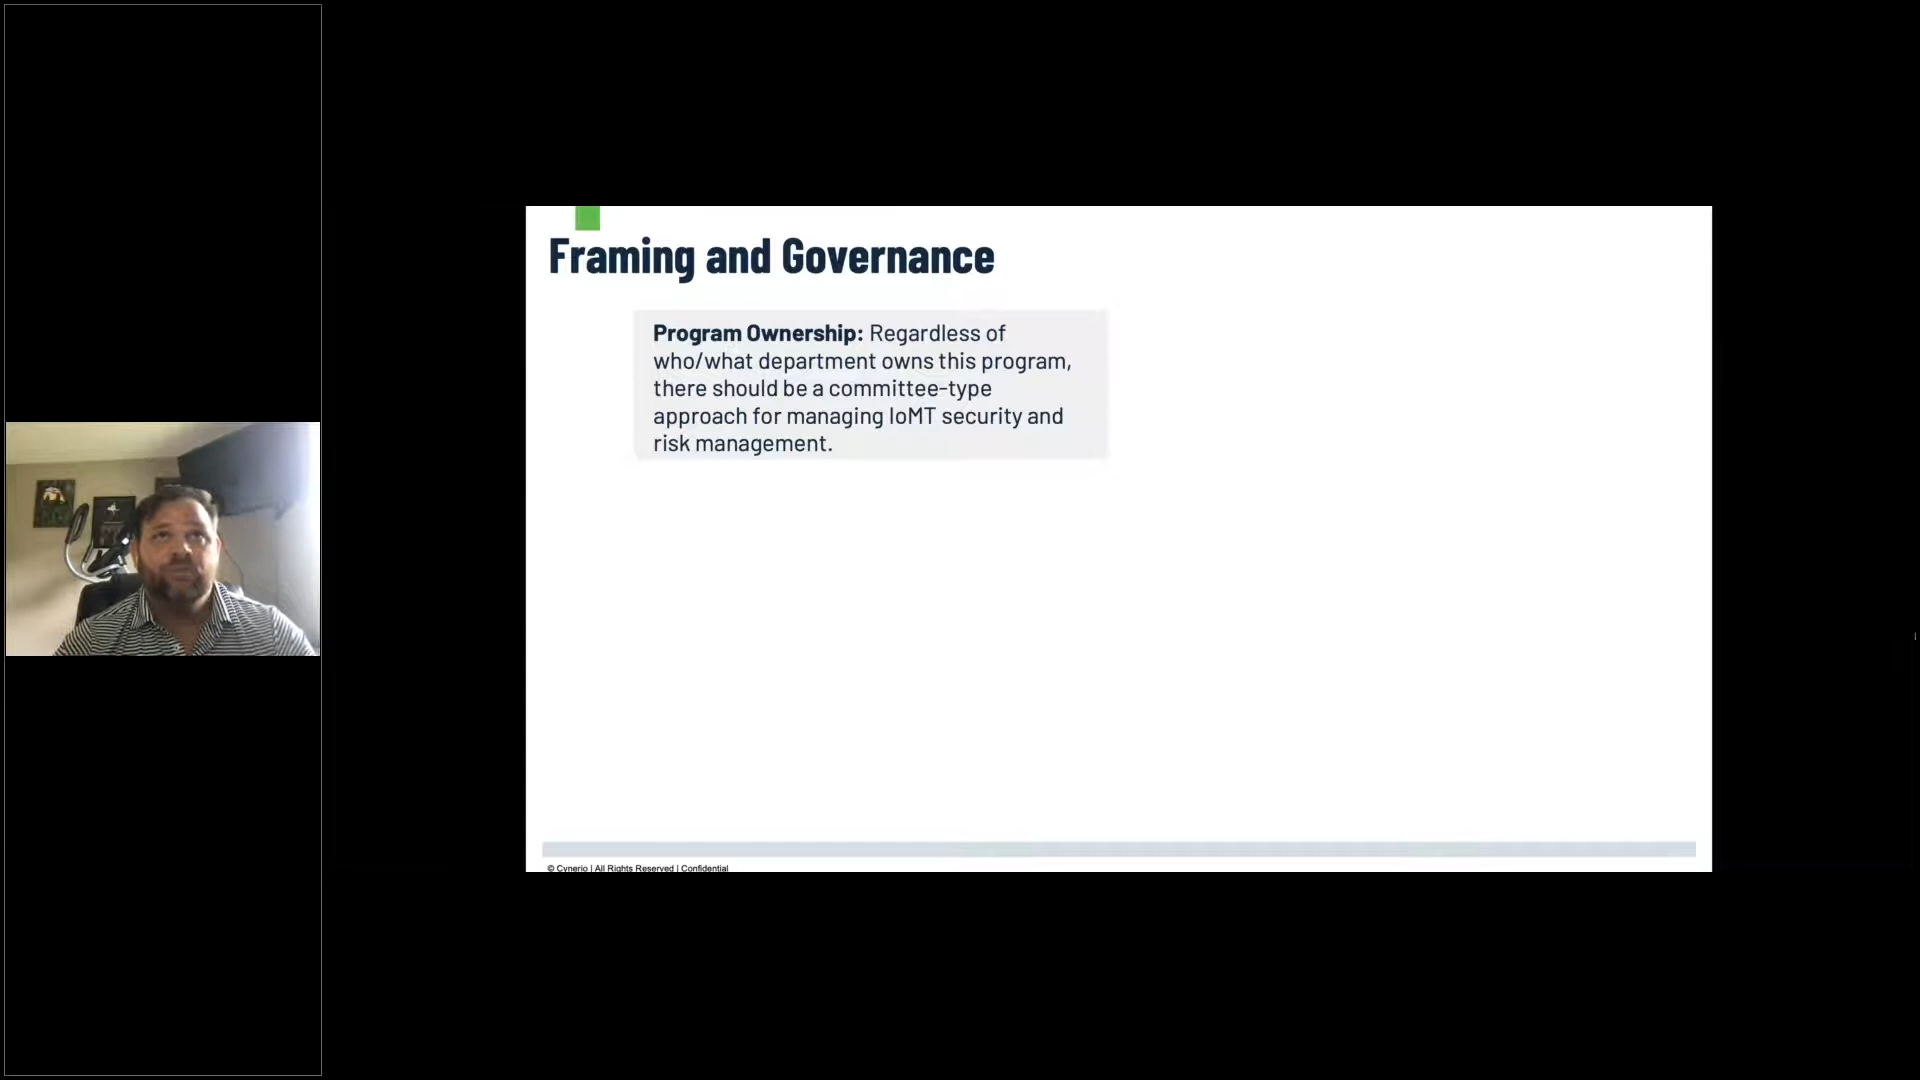 Framing and Governance
Program Ownership: Regardless of
who/what department owns this program,
there should be a committee-type
approach for managing IoMT security and
risk management.
© Cynerio | All Rights Reserved | Confidential